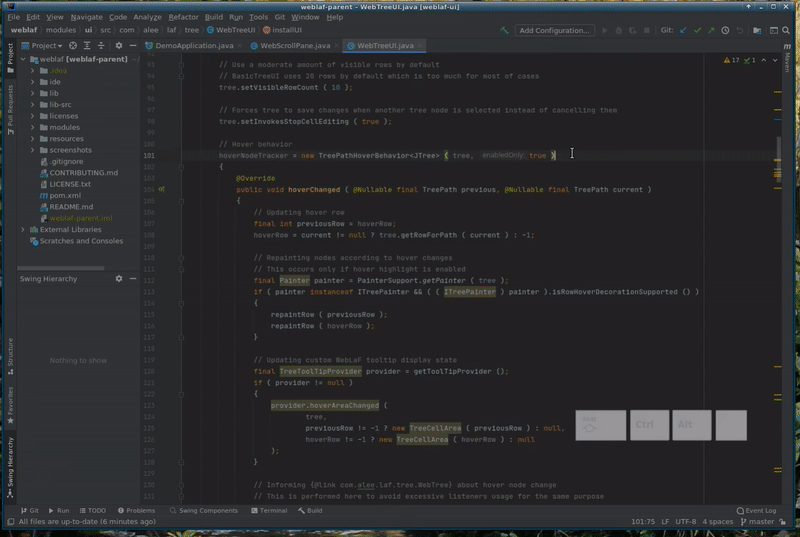 weblaf-parent – WebTreeUI.java [weblaf-ui]
File Edit View Navigate Code Analyze Refactor Build Run Tools Git Window Help
weblaf modules ui src com alee laf tree WebTreeUI installUI
Add Configuration...
Git:
Project
DemoApplication.java WebScrollPane.java WebTreeUI.java
weblaf [weblaf-parent]
.idea
ide
lib
lib-src
licenses
modules
resources
screenshots
.gitignore
CONTRIBUTING.md
LICENSE.txt
pom.xml
README.md
weblaf-parent.iml
External Libraries
Scratches and Consoles
Swing Hierarchy
Nothing to show
Project
Pull Requests
Structure
Favorites
Swing Hierarchy
Maven
17 1
93 // Use a moderate amount of visible rows by default
94 // BasicTreeUI uses 20 rows by default which is too much for most of cases
95 tree.setVisibleRowCount ( 10 );
96
97 // Forces tree to save changes when another tree node is selected instead of cancelling them
98 tree.setInvokesStopCellEditing ( true );
99
100 // Hover behavior
101 hoverNodeTracker = new TreePathHoverBehavior<JTree> ( tree, enabledOnly: true )
102 {
103 @Override
104 public void hoverChanged ( @Nullable final TreePath previous, @Nullable final TreePath current )
105 {
106 // Updating hover row
107 final int previousRow = hoverRow;
108 hoverRow = current != null ? tree.getRowForPath ( current ) : -1;
109
110 // Repainting nodes according to hover changes
111 // This occurs only if hover highlight is enabled
112 final Painter painter = PainterSupport.getPainter ( tree );
113 if ( painter instanceof ITreePainter && ( ( ITreePainter ) painter ).isRowHoverDecorationSupported () )
114 {
115 repaintRow ( previousRow );
116 repaintRow ( hoverRow );
117 }
118
119 // Updating custom WebLaF tooltip display state
120 final TreeToolTipProvider provider = getToolTipProvider ();
121 if ( provider != null )
122 {
123 provider.hoverAreaChanged (
124 tree,
125 previousRow != -1 ? new TreeCellArea ( previousRow ) : null,
126 hoverRow != -1 ? new TreeCellArea ( hoverRow ) : null
127 );
128 }
129
130 // Informing {@link com.alee.laf.tree.WebTree} about hover node change
131 // This is performed here to avoid excessive listeners usage for the same purpose
Ctrl Alt
Git Run TODO Problems Swing Components Terminal Build Event Log
All files are up-to-date (6 minutes ago) 101:75 LF UTF-8 4 spaces master